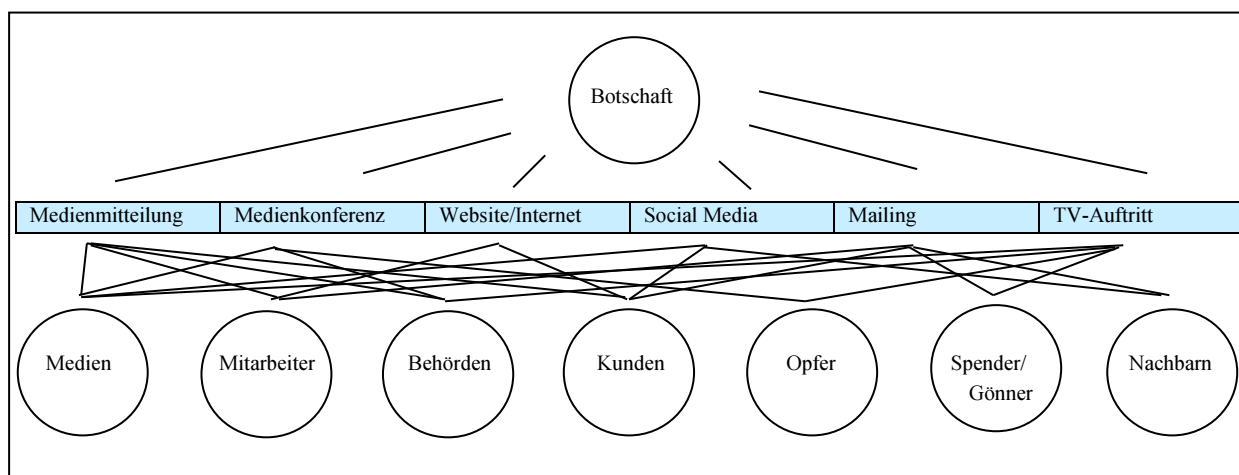 Botschaft
Medienmitteilung
Medienkonferenz
Website/Internet
Social Media
Mailing
TV-Auftritt
Medien
Mitarbeiter
Behörden
Kunden
Opfer
Spender/
Gönner
Nachbarn